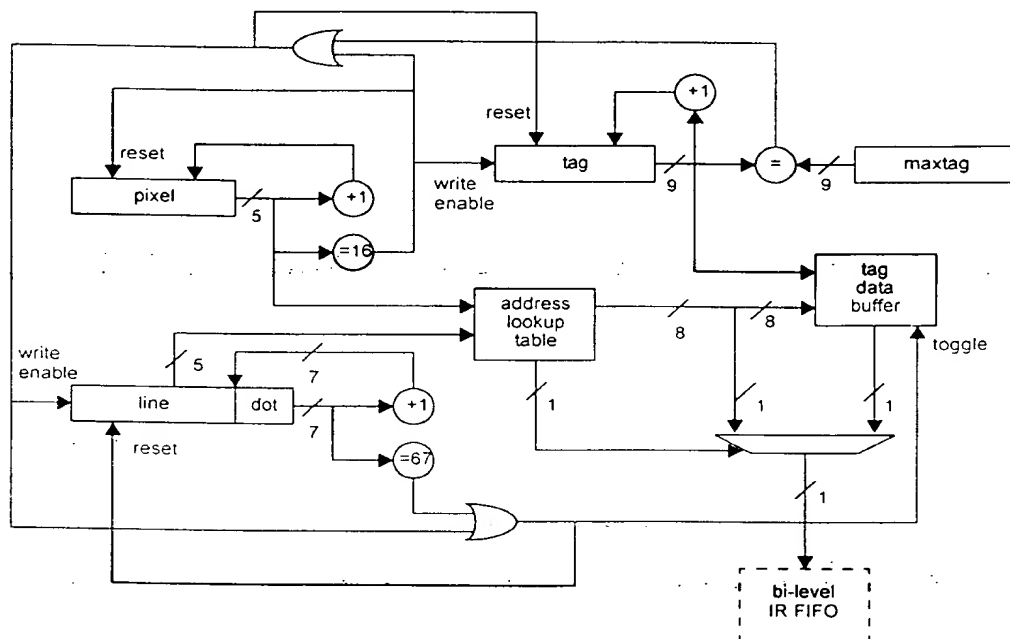 reset
+1
reset
tag
9
=
9
maxtag
pixel
5
+1
write
enable
=16
tag
data
buffer
address
lookup
table
8
8
toggle
write
enable
5
7
line
dot
7
+1
1
1
1
reset
=67
1
bi-level
IR FIFO